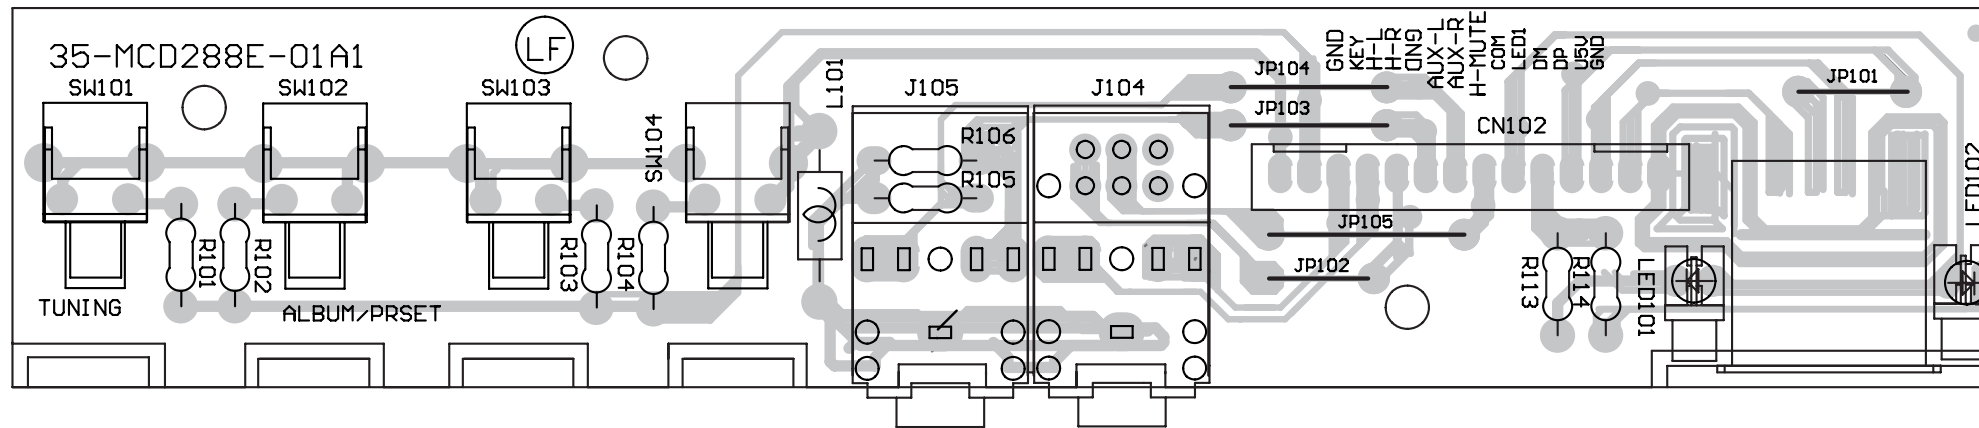 35-MCD288E-01A1
LF
SW101
SW102
SW103
SW104
L101
J105
J104
R106
R105
JP104
JP103
GND
KEY
H-L
H-R
GND
AUX-L
AUX-R
H-MUTE
COM
LED1
DM
DP
U5V
GND
CN102
JP101
LED102
JP105
JP102
R101
R102
R103
R104
R113
R114
LED101
TUNING
ALBUM/PRSET